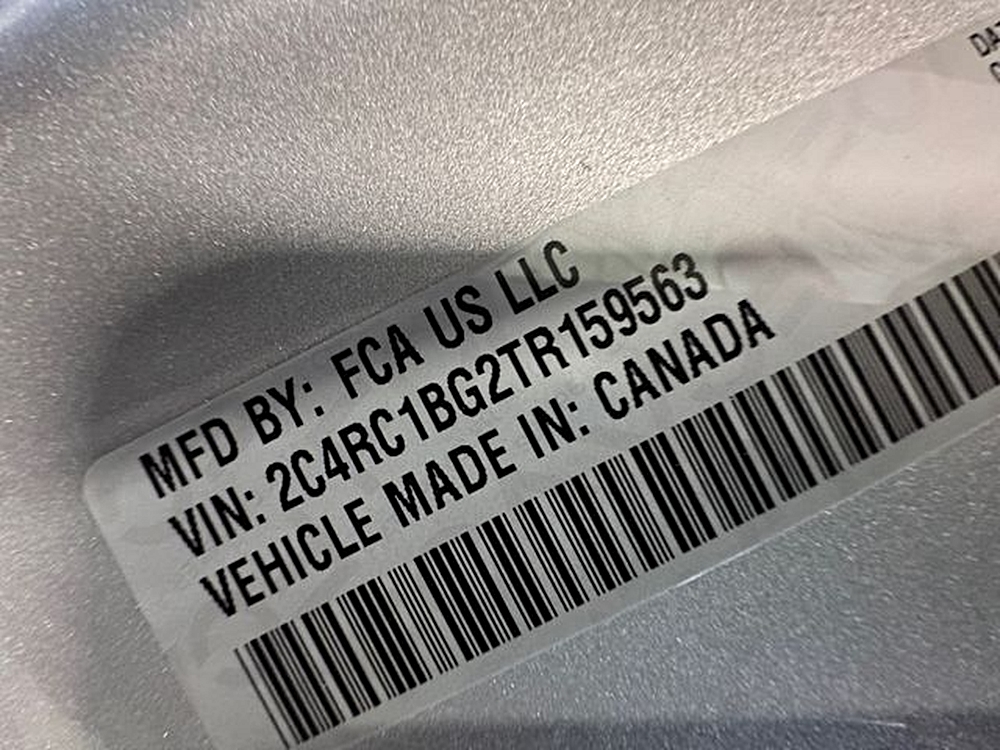 MFD BY: FCA US LLC
VIN: 2C4RC1BG2TR159563
VEHICLE MADE IN: CANADA